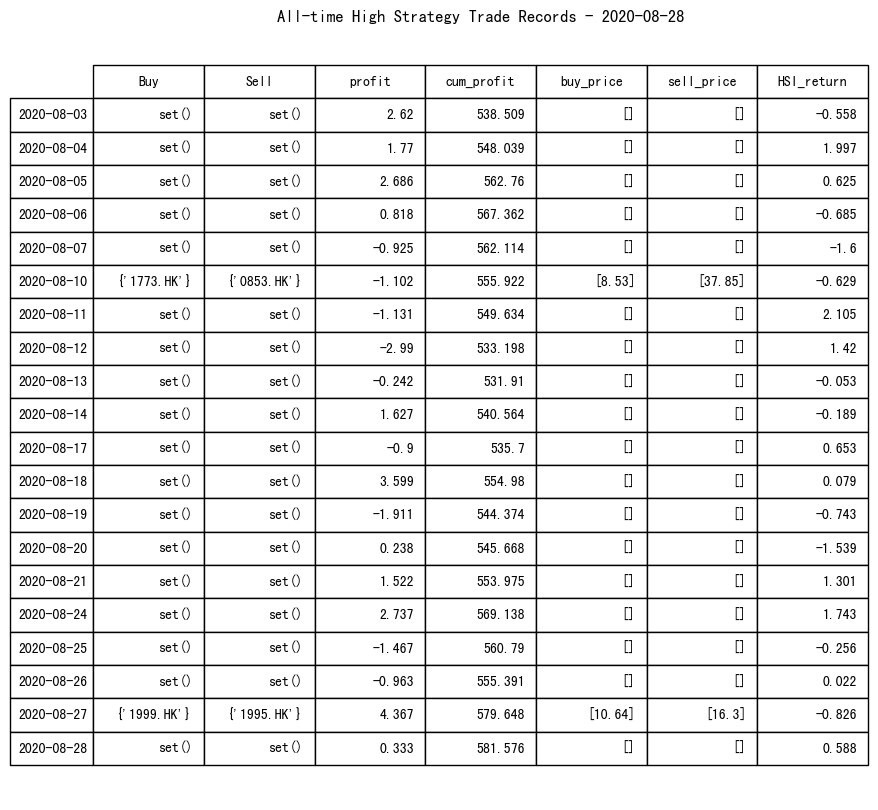 All-time High Strategy Trade Records - 2020-08-28
Buy Sell profit cum_profit buy_price sell_price HSI_return
2020-08-03 set() set() 2.62 538.509 [] [] -0.558
2020-08-04 set() set() 1.77 548.039 [] [] 1.997
2020-08-05 set() set() 2.686 562.76 [] [] 0.625
2020-08-06 set() set() 0.818 567.362 [] [] -0.685
2020-08-07 set() set() -0.925 562.114 [] [] -1.6
2020-08-10 {'1773.HK'} {'0853.HK'} -1.102 555.922 [8.53] [37.85] -0.629
2020-08-11 set() set() -1.131 549.634 [] [] 2.105
2020-08-12 set() set() -2.99 533.198 [] [] 1.42
2020-08-13 set() set() -0.242 531.91 [] [] -0.053
2020-08-14 set() set() 1.627 540.564 [] [] -0.189
2020-08-17 set() set() -0.9 535.7 [] [] 0.653
2020-08-18 set() set() 3.599 554.98 [] [] 0.079
2020-08-19 set() set() -1.911 544.374 [] [] -0.743
2020-08-20 set() set() 0.238 545.668 [] [] -1.539
2020-08-21 set() set() 1.522 553.975 [] [] 1.301
2020-08-24 set() set() 2.737 569.138 [] [] 1.743
2020-08-25 set() set() -1.467 560.79 [] [] -0.256
2020-08-26 set() set() -0.963 555.391 [] [] 0.022
2020-08-27 {'1999.HK'} {'1995.HK'} 4.367 579.648 [10.64] [16.3] -0.826
2020-08-28 set() set() 0.333 581.576 [] [] 0.588